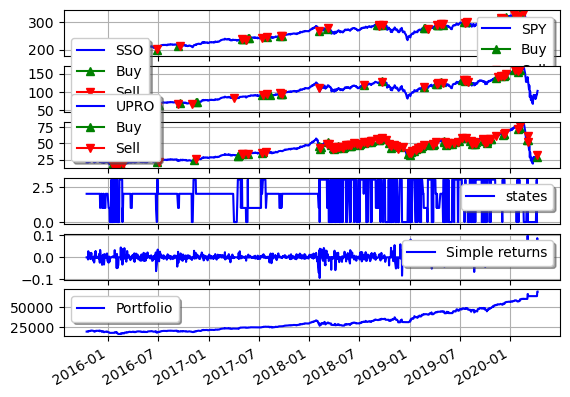 300
200
SPY
Buy
SSO
Buy
Sell
150
100
50
UPRO
Buy
Sell
75
50
25
2.5
0.0
states
0.1
0.0
−0.1
Simple returns
50000
25000
Portfolio
2016-01
2016-07
2017-01
2017-07
2018-01
2018-07
2019-01
2019-07
2020-01